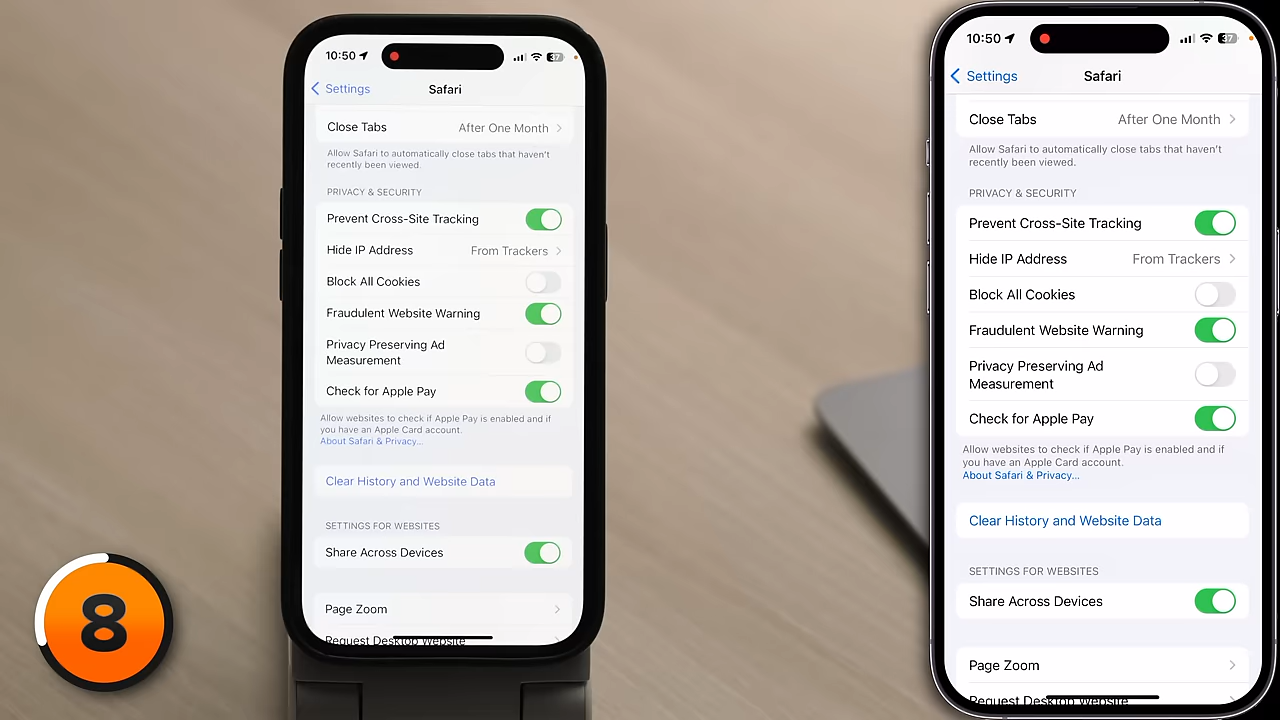 10:50
37
Settings
Safari
Close Tabs
After One Month
Allow Safari to automatically close tabs that haven't
recently been viewed.
PRIVACY & SECURITY
Prevent Cross-Site Tracking
Hide IP Address
From Trackers
Block All Cookies
Fraudulent Website Warning
Privacy Preserving Ad
Measurement
Check for Apple Pay
Allow websites to check if Apple Pay is enabled and if
you have an Apple Card account.
About Safari & Privacy...
Clear History and Website Data
SETTINGS FOR WEBSITES
Share Across Devices
Page Zoom
Request Desktop Website
8
10:50
37
Settings
Safari
Close Tabs
After One Month
Allow Safari to automatically close tabs that haven't
recently been viewed.
PRIVACY & SECURITY
Prevent Cross-Site Tracking
Hide IP Address
From Trackers
Block All Cookies
Fraudulent Website Warning
Privacy Preserving Ad
Measurement
Check for Apple Pay
Allow websites to check if Apple Pay is enabled and if
you have an Apple Card account.
About Safari & Privacy...
Clear History and Website Data
SETTINGS FOR WEBSITES
Share Across Devices
Page Zoom
Request Desktop Website